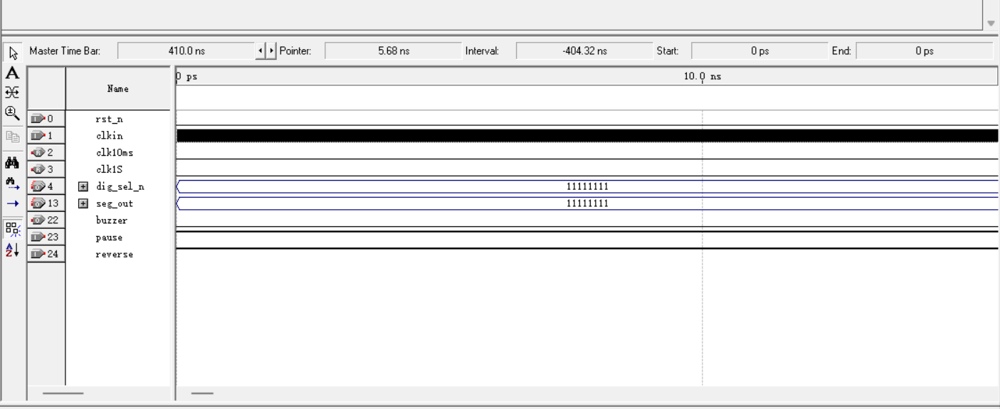 Master Time Bar: 410.0 ns Pointer: 5.68 ns Interval: -404.32 ns Start: 0 ps End: 0 ps
A
Name
0 ps 10.0 ns
0 rst_n
1 clkin
2 clk10ms
3 clk1S
4 dig_sel_n 11111111
13 seg_out 11111111
22 buzzer
23 pause
24 reverse